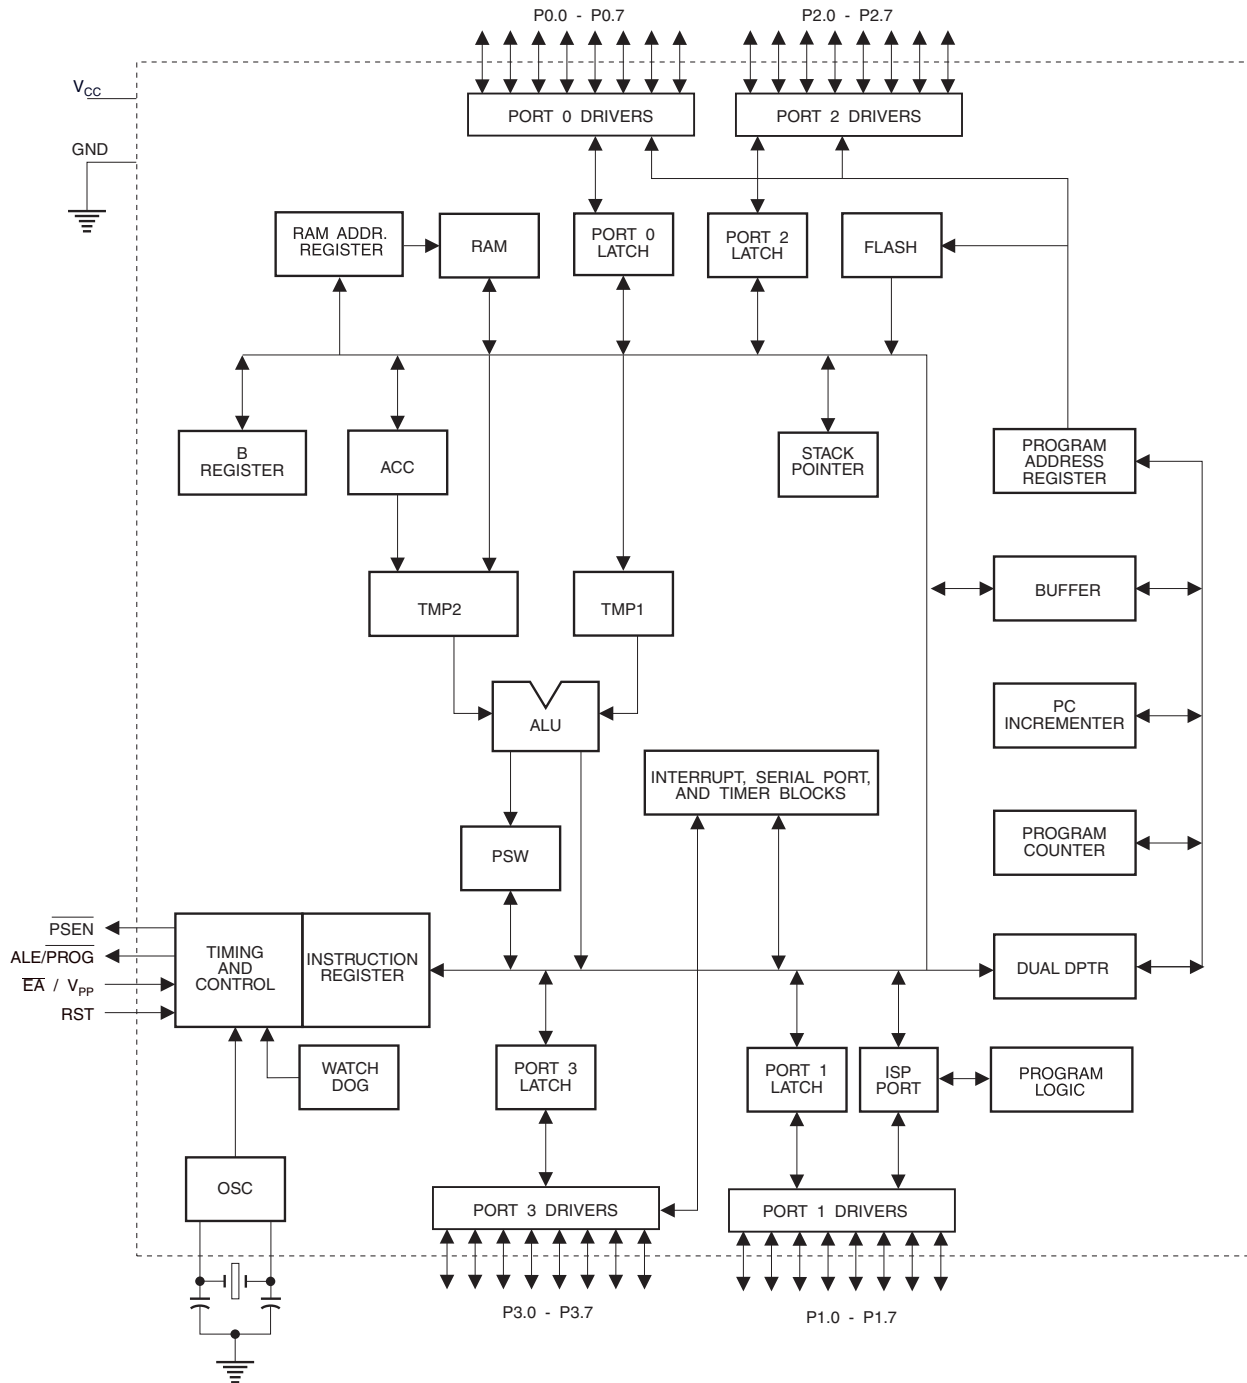 P0.0 - P0.7
P2.0 - P2.7
VCC
PORT 0 DRIVERS
PORT 2 DRIVERS
GND
RAM ADDR.
REGISTER
RAM
PORT 0
LATCH
PORT 2
LATCH
FLASH
B
REGISTER
ACC
STACK
POINTER
PROGRAM
ADDRESS
REGISTER
TMP2
TMP1
BUFFER
ALU
PC
INCREMENTER
INTERRUPT, SERIAL PORT,
AND TIMER BLOCKS
PSW
PROGRAM
COUNTER
PSEN
ALE/PROG
EA / VPP
RST
TIMING
AND
CONTROL
INSTRUCTION
REGISTER
DUAL DPTR
WATCH
DOG
PORT 3
LATCH
PORT 1
LATCH
ISP
PORT
PROGRAM
LOGIC
OSC
PORT 3 DRIVERS
PORT 1 DRIVERS
P3.0 - P3.7
P1.0 - P1.7